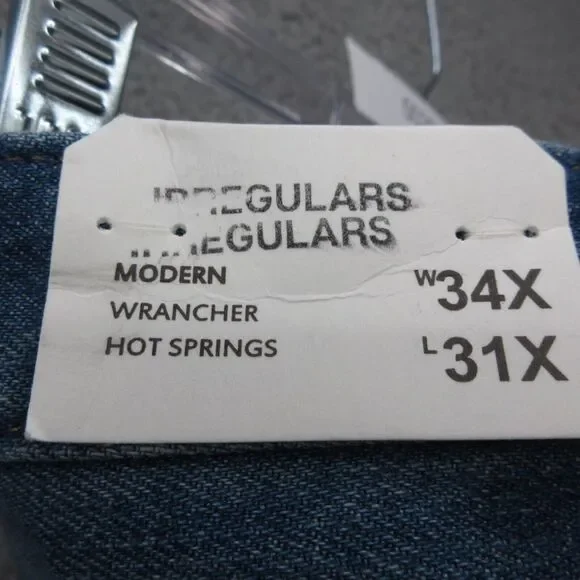 IRREGULARS
IRREGULARS
MODERN
WRANCHER
HOT SPRINGS
W34X
L31X